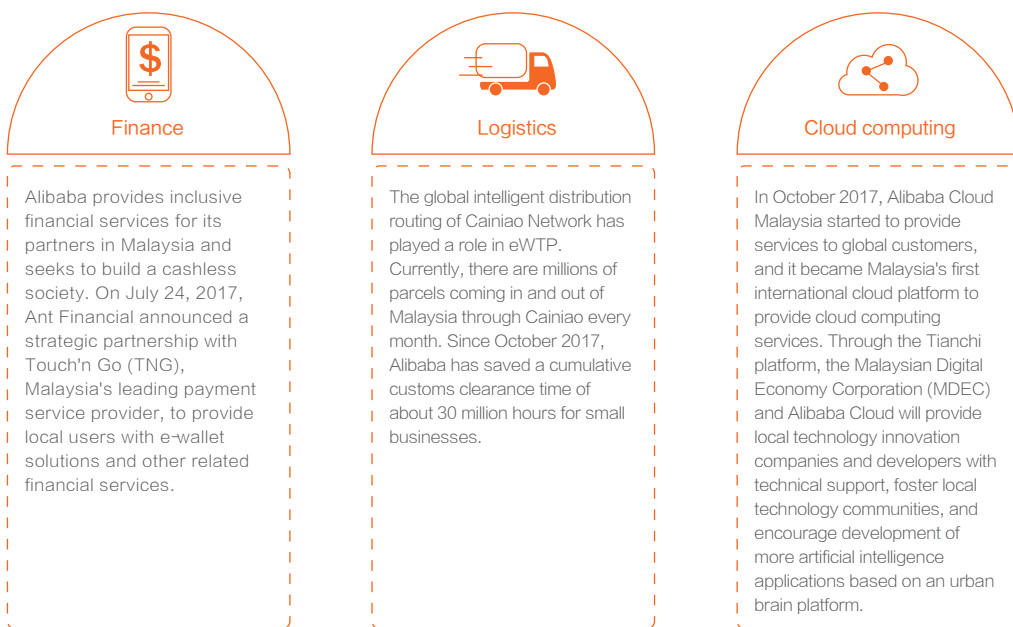 $
Finance
Alibaba provides inclusive
financial services for its
partners in Malaysia and
seeks to build a cashless
society. On July 24, 2017,
Ant Financial announced a
strategic partnership with
Touch'n Go (TNG),
Malaysia's leading payment
service provider, to provide
local users with e-wallet
solutions and other related
financial services.
Logistics
The global intelligent distribution
routing of Cainiao Network has
played a role in eWTP.
Currently, there are millions of
parcels coming in and out of
Malaysia through Cainiao every
month. Since October 2017,
Alibaba has saved a cumulative
customs clearance time of
about 30 million hours for small
businesses.
Cloud computing
In October 2017, Alibaba Cloud
Malaysia started to provide
services to global customers,
and it became Malaysia's first
international cloud platform to
provide cloud computing
services. Through the Tianchi
platform, the Malaysian Digital
Economy Corporation (MDEC)
and Alibaba Cloud will provide
local technology innovation
companies and developers with
technical support, foster local
technology communities, and
encourage development of
more artificial intelligence
applications based on an urban
brain platform.